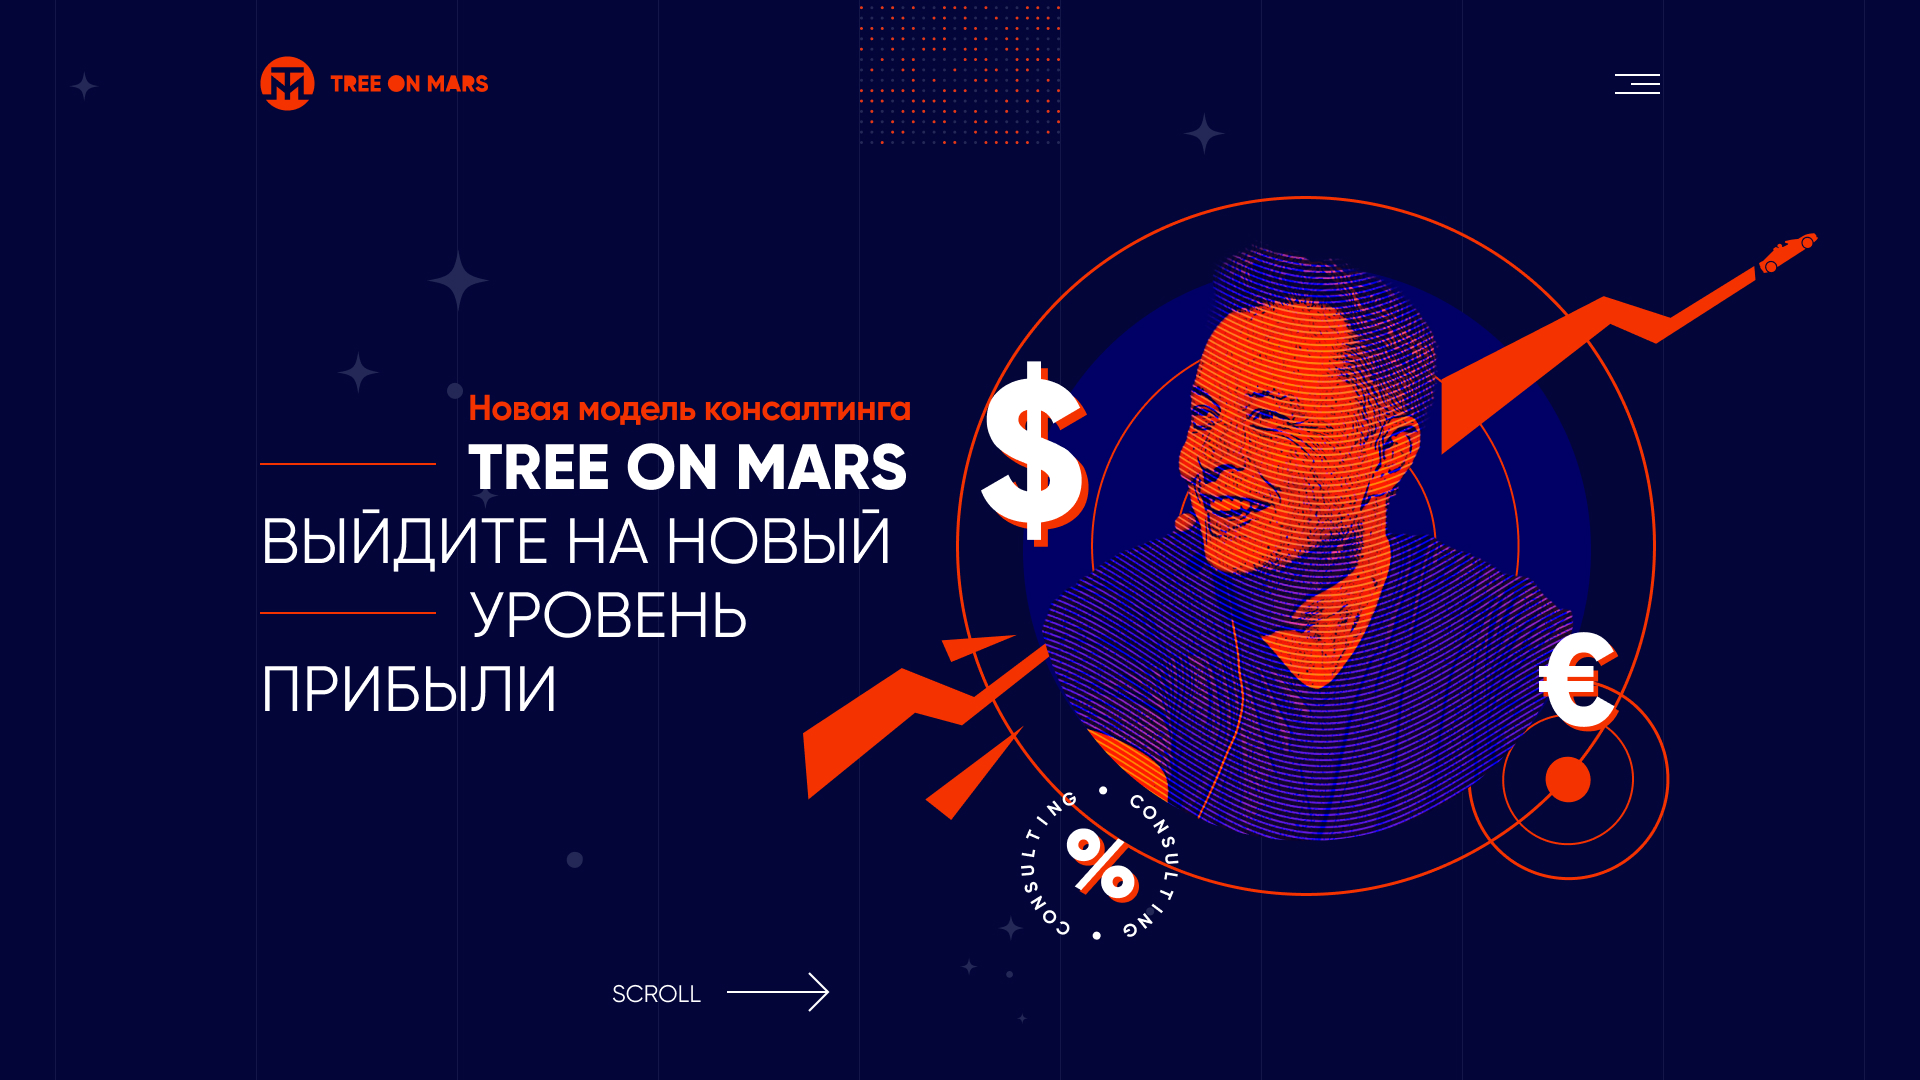 TREE ON MARS
Новая модель консалтинга
TREE ON MARS
ВЫЙДИТЕ НА НОВЫЙ
УРОВЕНЬ
ПРИБЫЛИ
$
€
CONSULTING • CONSULTING •
%
SCROLL